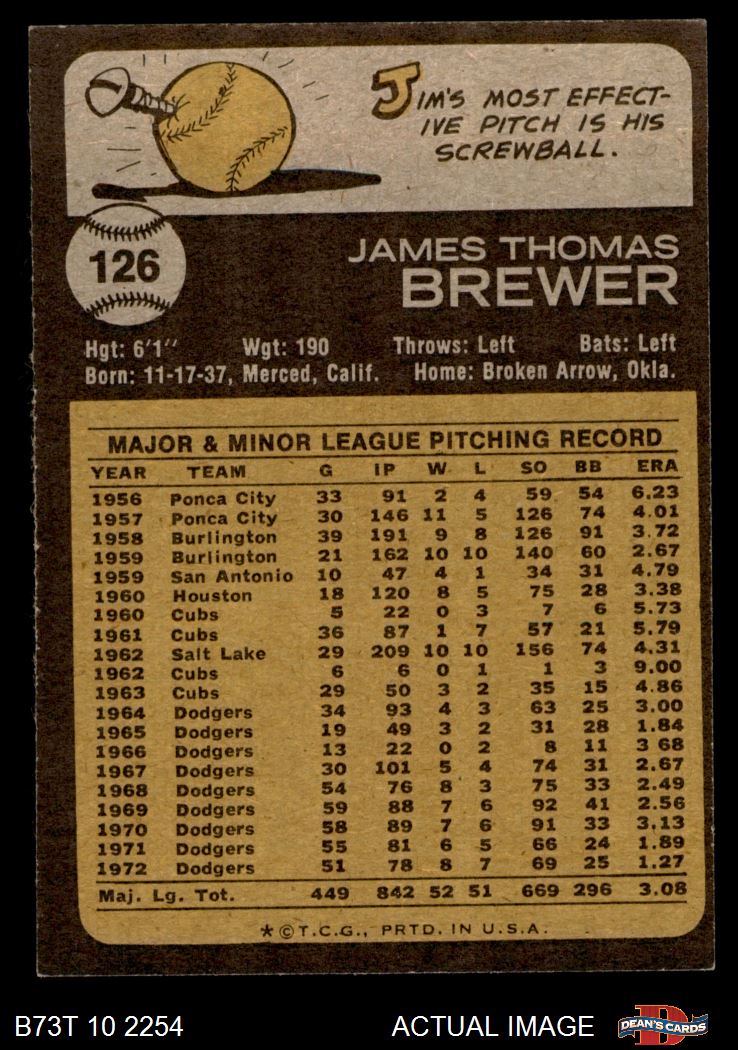 JIM'S MOST EFFECT-
IVE PITCH IS HIS
SCREWBALL.
126
JAMES THOMAS
BREWER
Hgt: 6'1" Wgt: 190 Throws: Left Bats: Left
Born: 11-17-37, Merced, Calif. Home: Broken Arrow, Okla.
MAJOR & MINOR LEAGUE PITCHING RECORD
YEAR TEAM G IP W L SO BB ERA
1956 Ponca City 33 91 2 4 59 54 6.23
1957 Ponca City 30 146 11 5 126 74 4.01
1958 Burlington 39 191 9 8 126 91 3.72
1959 Burlington 21 162 10 10 140 60 2.67
1959 San Antonio 10 47 4 1 34 31 4.79
1960 Houston 18 120 8 5 75 28 3.38
1960 Cubs 5 22 0 3 7 6 5.73
1961 Cubs 36 87 1 7 57 21 5.79
1962 Salt Lake 29 209 10 10 156 74 4.31
1962 Cubs 6 6 0 1 1 3 9.00
1963 Cubs 29 50 3 2 35 15 4.86
1964 Dodgers 34 93 4 3 63 25 3.00
1965 Dodgers 19 49 3 2 31 28 1.84
1966 Dodgers 13 22 0 2 8 11 3 68
1967 Dodgers 30 101 5 4 74 31 2.67
1968 Dodgers 54 76 8 3 75 33 2.49
1969 Dodgers 59 88 7 6 92 41 2.56
1970 Dodgers 58 89 7 6 91 33 3.13
1971 Dodgers 55 81 6 5 66 24 1.89
1972 Dodgers 51 78 8 7 69 25 1.27
Maj. Lg. Tot. 449 842 52 51 669 296 3.08
*©T.C.G., PRTD. IN U.S.A.
B73T 10 2254 ACTUAL IMAGE
D
DEAN'S CARDS